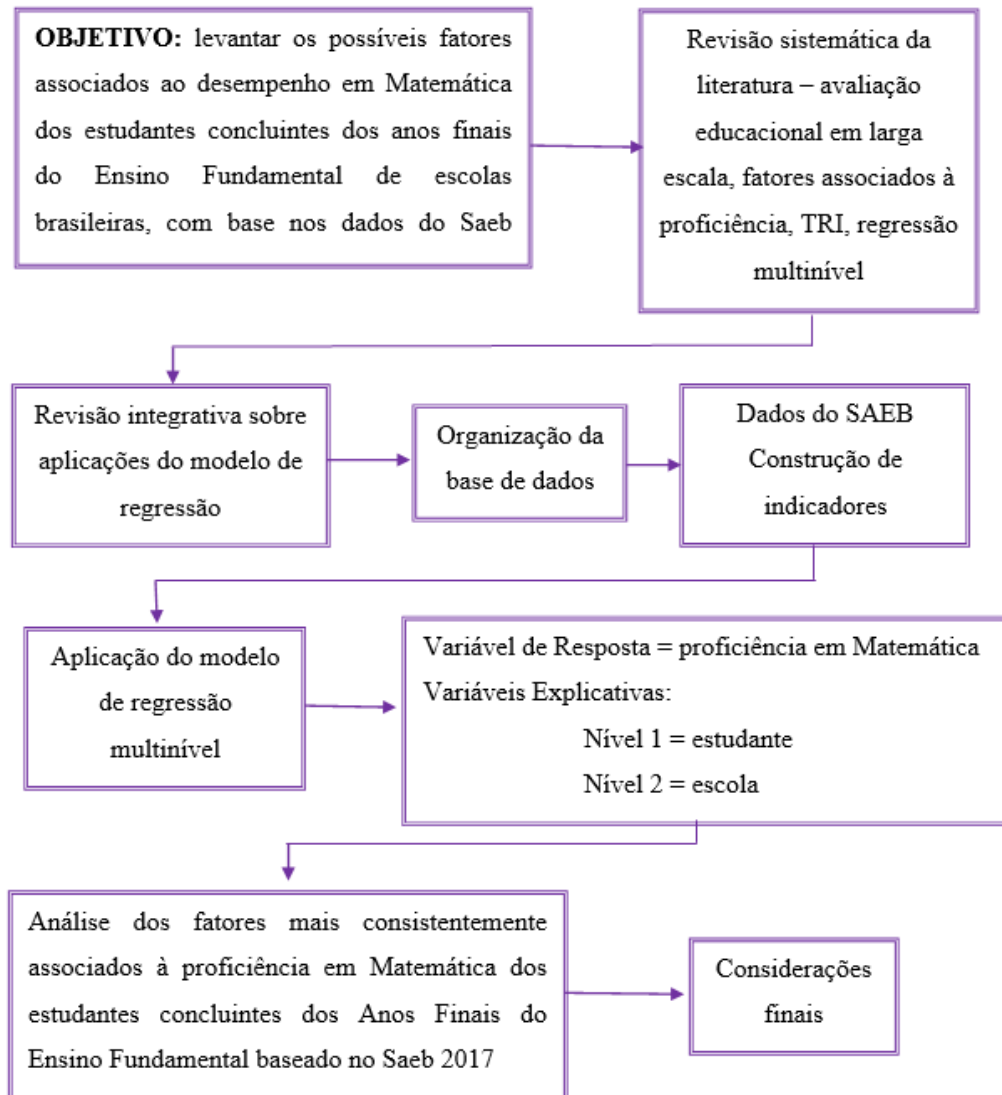 OBJETIVO: levantar os possíveis fatores
associados ao desempenho em Matemática
dos estudantes concluintes dos anos finais
do Ensino Fundamental de escolas
brasileiras, com base nos dados do Saeb
Revisão sistemática da
literatura – avaliação
educacional em larga
escala, fatores associados à
proficiência, TRI, regressão
multinível
Revisão integrativa sobre
aplicações do modelo de
regressão
Organização da
base de dados
Dados do SAEB
Construção de
indicadores
Aplicação do modelo
de regressão
multinível
Variável de Resposta = proficiência em Matemática
Variáveis Explicativas:
Nível 1 = estudante
Nível 2 = escola
Análise dos fatores mais consistentemente
associados à proficiência em Matemática dos
estudantes concluintes dos Anos Finais do
Ensino Fundamental baseado no Saeb 2017
Considerações
finais